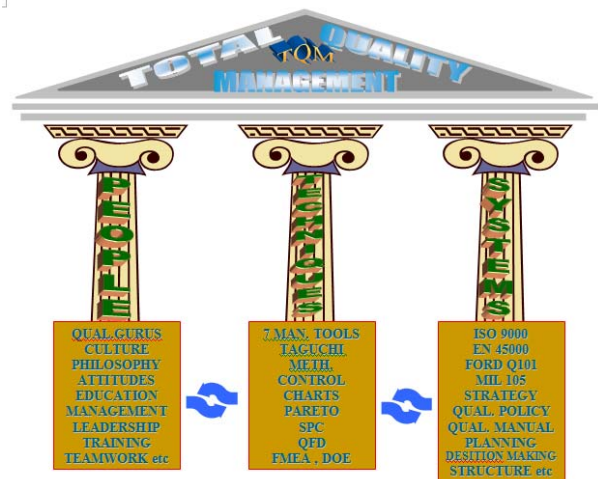 TOTAL QUALITY
TQM
MANAGEMENT
PEOPLE
TECHNIQUES
SYSTEMS
QUAL.GURUS
CULTURE
PHILOSOPHY
ATTITUDES
EDUCATION
MANAGEMENT
LEADERSHIP
TRAINING
TEAMWORK etc
7.MAN. TOOLS
TAGUCHI
METH.
CONTROL
CHARTS
PARETO
SPC
QFD
FMEA , DOE
ISO 9000
EN 45000
FORD Q101
MIL 105
STRATEGY
QUAL. POLICY
QUAL. MANUAL
PLANNING
DESITION MAKING
STRUCTURE etc